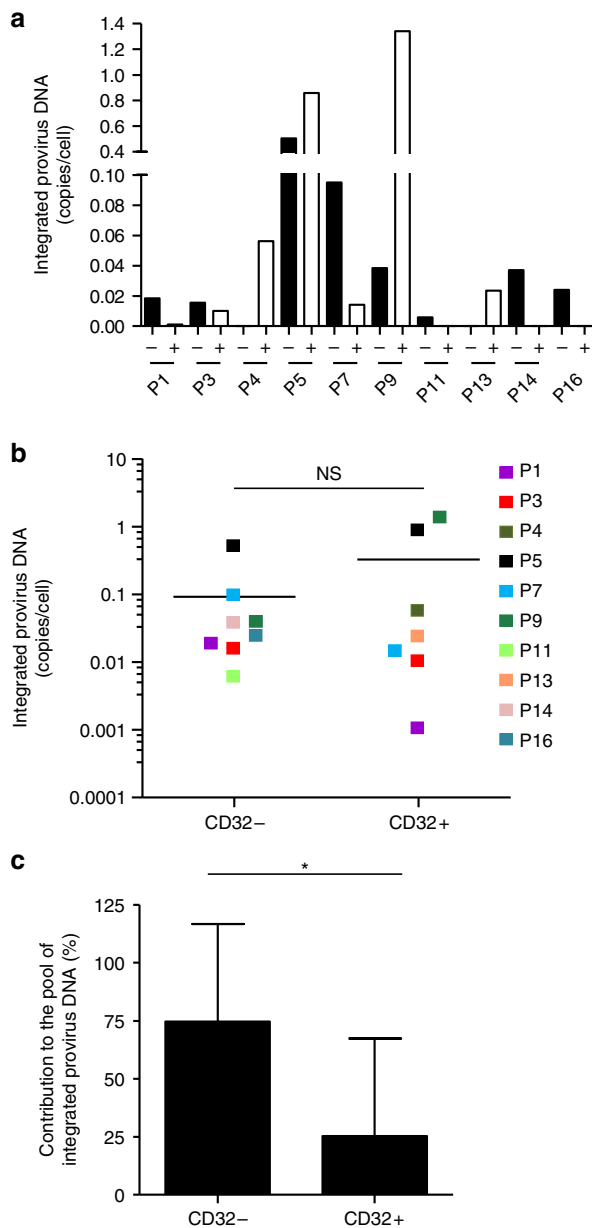 a
Integrated provirus DNA
(copies/cell)
1.4
1.2
1.0
0.8
0.6
0.4
0.10
0.08
0.06
0.04
0.02
0.00
− + − + − + − + − + − + − + − + − + − +
P1 P3 P4 P5 P7 P9 P11 P13 P14 P16
b
Integrated provirus DNA
(copies/cell)
10
1
0.1
0.01
0.001
0.0001
NS
CD32− CD32+
P1
P3
P4
P5
P7
P9
P11
P13
P14
P16
c
Contribution to the pool of
integrated provirus DNA (%)
125
100
75
50
25
0
*
CD32− CD32+